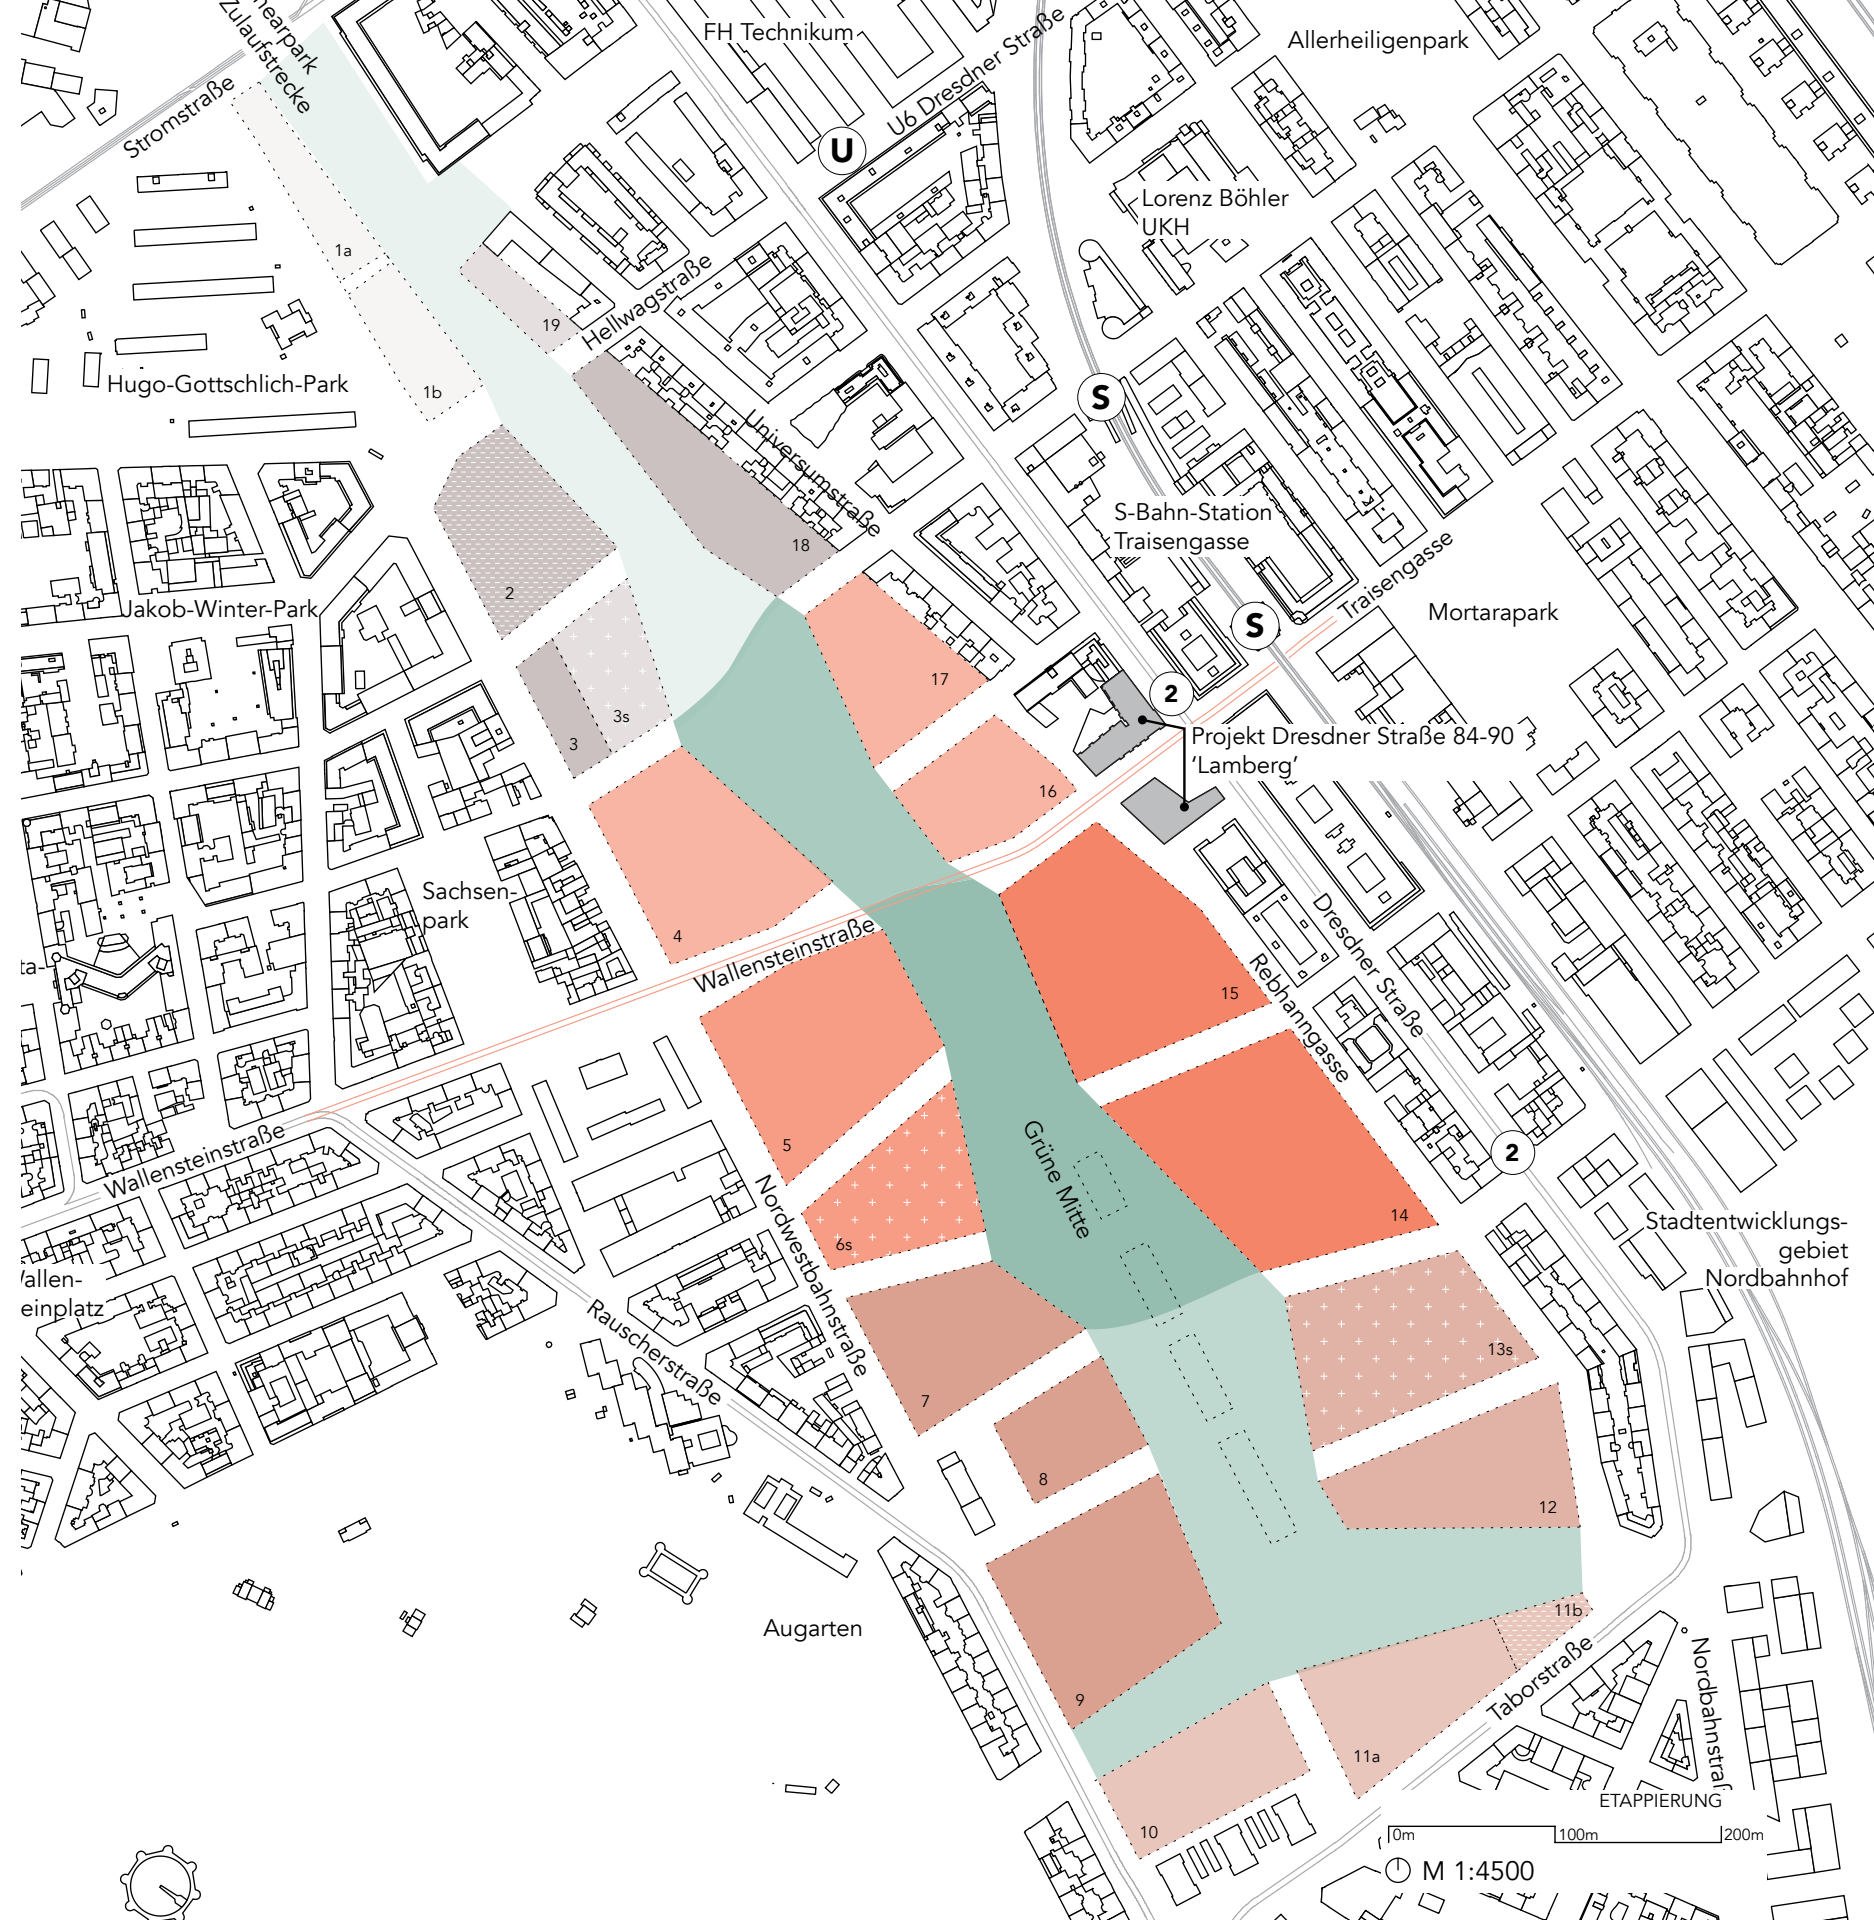 Zulaufstrecke
FH Technikum
U6 Dresdner Straße
Allerheiligenpark
Stromstraße
U
Lorenz Böhler
UKH
1a
Hellwagstraße
19
Hugo-Gottschlich-Park
1b
S
Universumstraße
S-Bahn-Station
Traisengasse
18
Traisengasse
2
Jakob-Winter-Park
S
Mortarapark
17
2
3s
3
Projekt Dresdner Straße 84-90
‘Lamberg‘
16
Sachsen-
park
4
Wallensteinstraße
Dresdner Straße
ta-
15
Rebhanngasse
5
Wallensteinstraße
Grüne Mitte
2
Nordwestbahnstraße
14
6s
Stadtentwicklungs-
gebiet
Nordbahnhof
allen-
einplatz
Rauscherstraße
13s
7
8
12
Augarten
11b
Taborstraße
Nordbahnstraß
9
11a
10
ETAPPIERUNG
0m 100m 200m
M 1:4500